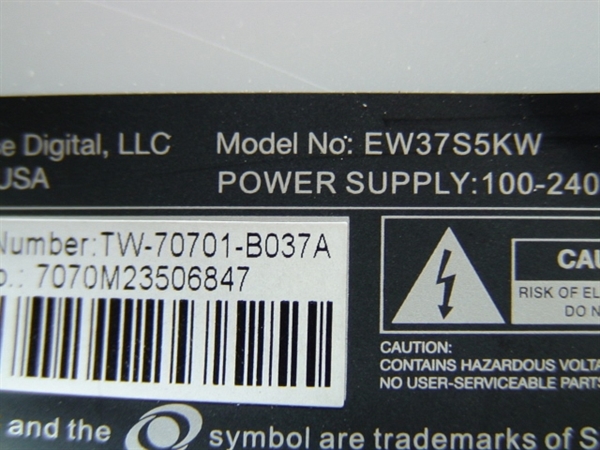 e Digital, LLC
Model No: EW37S5KW
USA
POWER SUPPLY:100-240
Number:TW-70701-B037A
o.: 7070M23506847
CAU
RISK OF EL
DO N
CAUTION:
CONTAINS HAZARDOUS VOLTA
NO USER-SERVICEABLE PARTS
and the symbol are trademarks of S